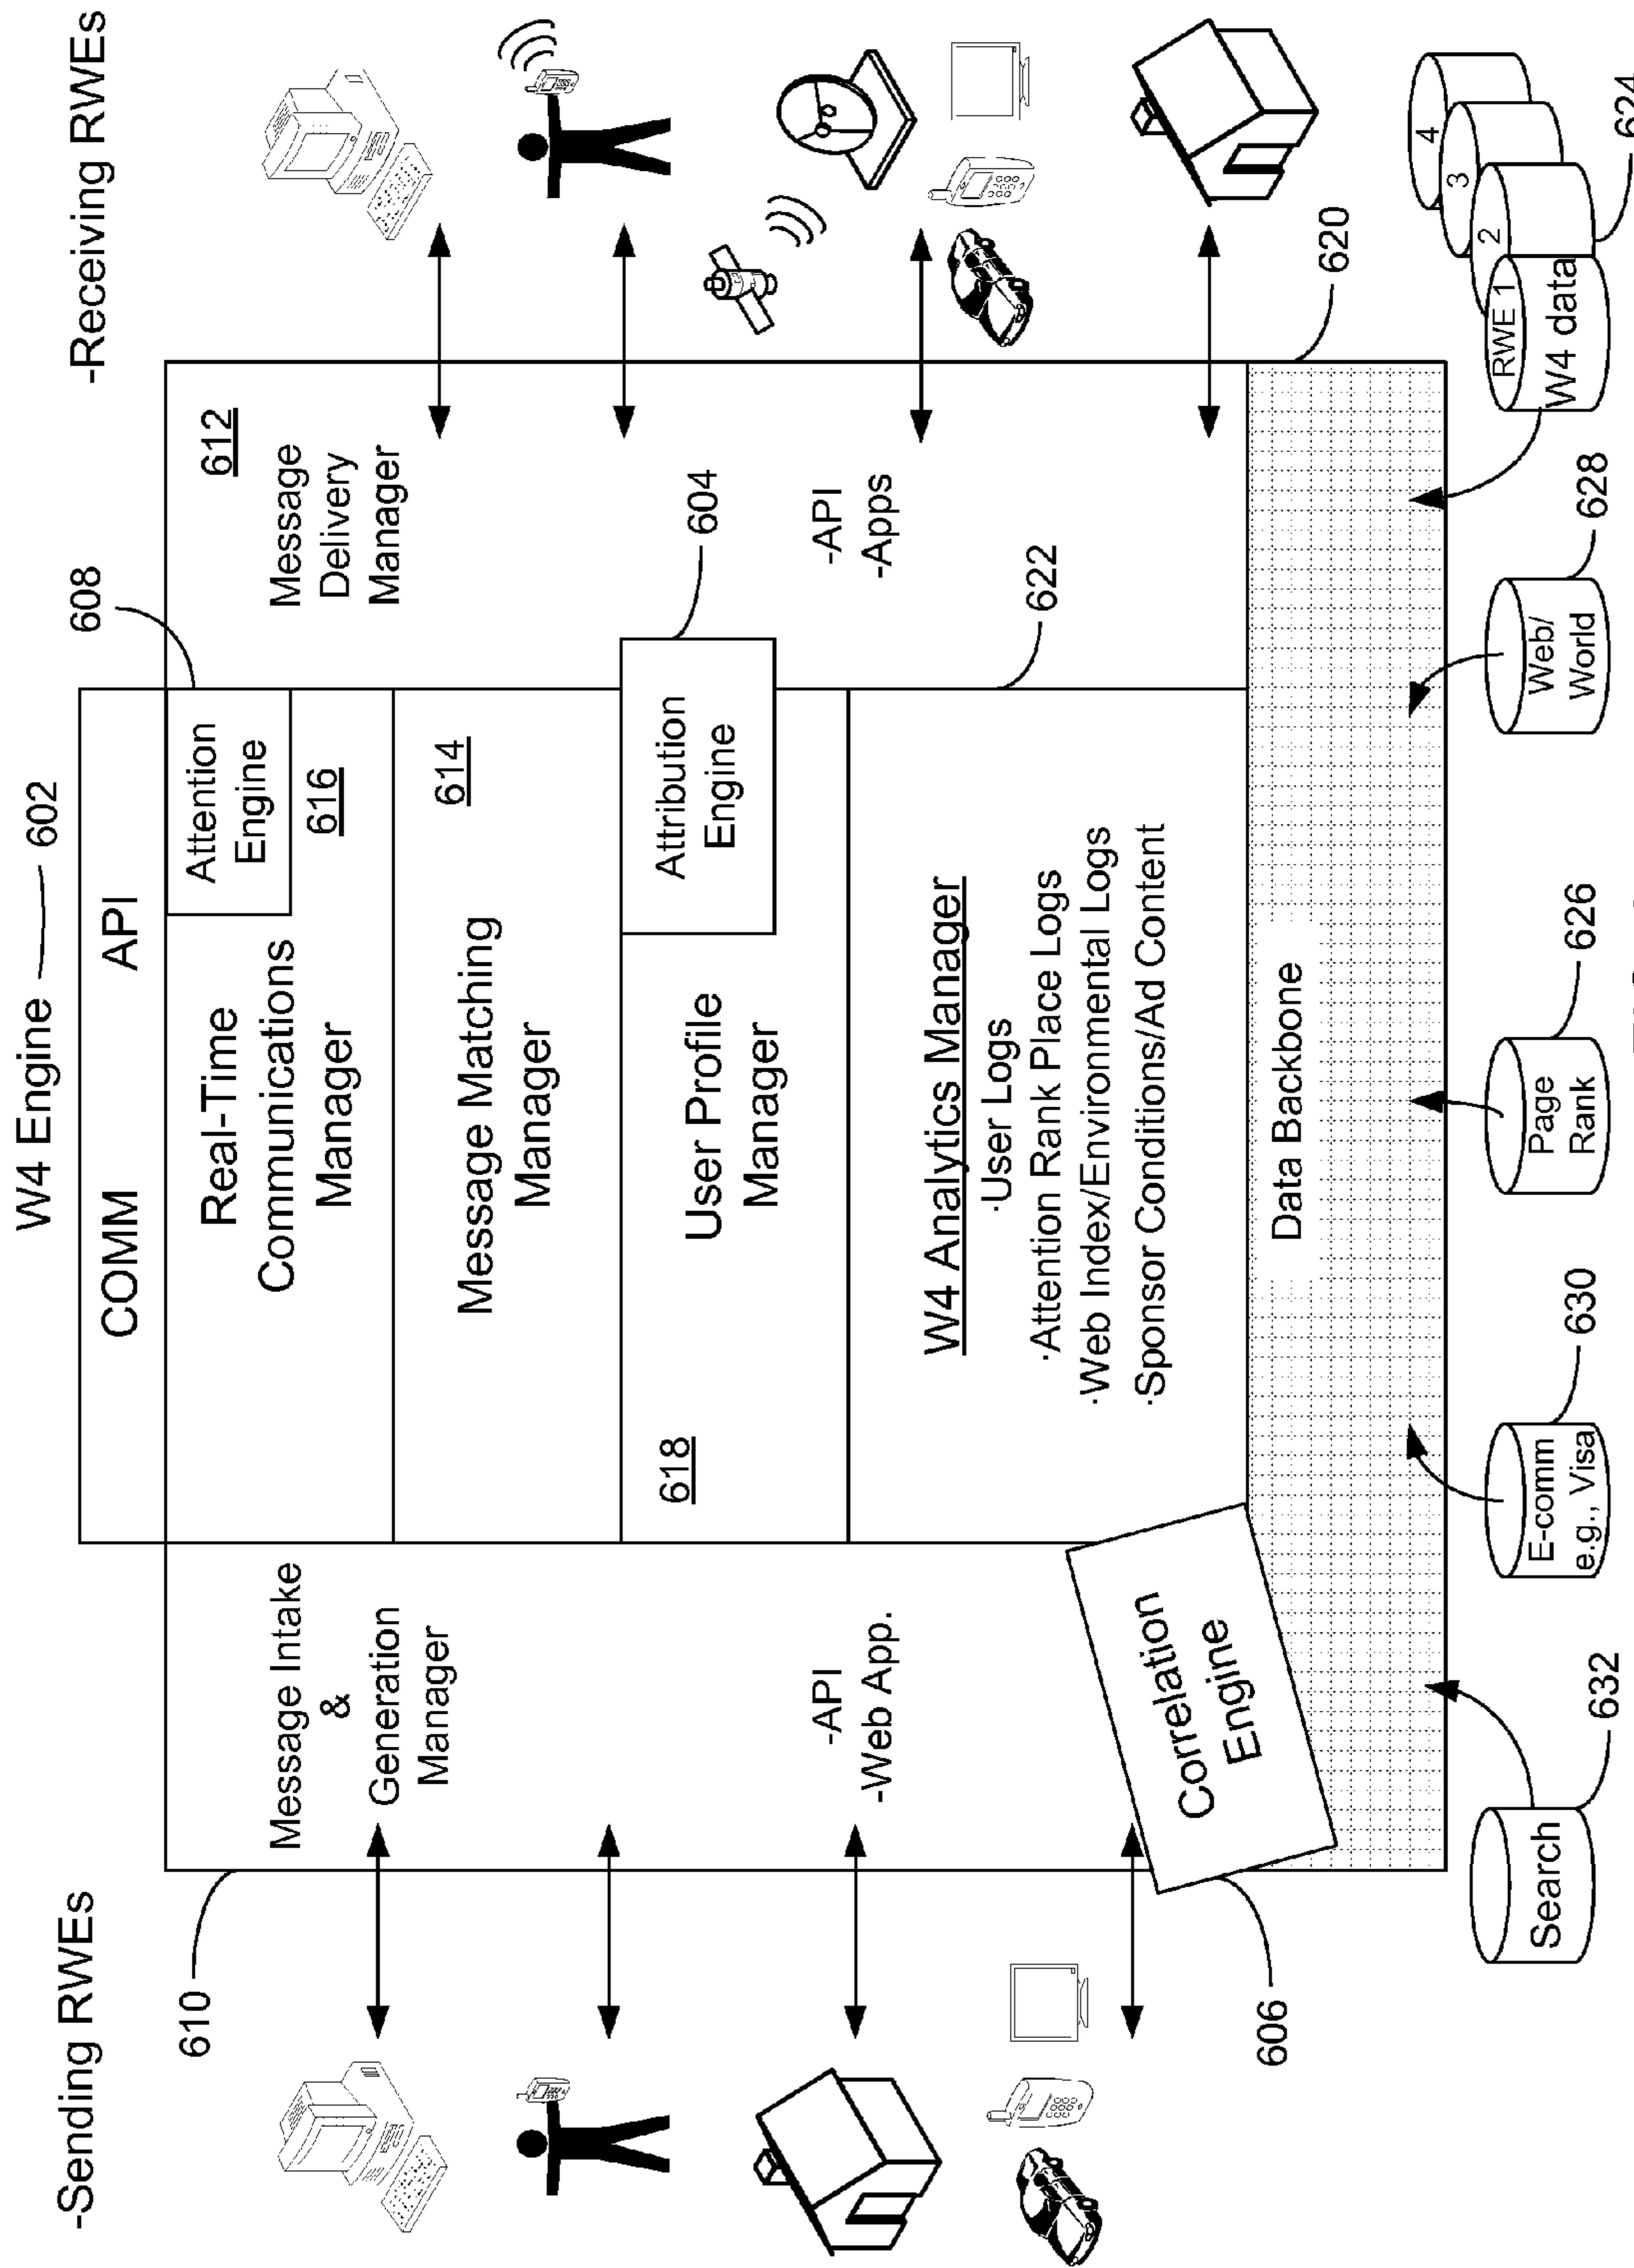 W4 Engine 602
-Sending RWEs
-Receiving RWEs
COMM API
608
610
Message Intake
&
Generation
Manager
-API
-Web App.
Real-Time
Communications
Manager
Attention
Engine
616
612
Message
Delivery
Manager
Message Matching
Manager
614
604
618
User Profile
Manager
Attribution
Engine
-API
-Apps
622
W4 Analytics Manager
·User Logs
·Attention Rank Place Logs
·Web Index/Environmental Logs
·Sponsor Conditions/Ad Content
Correlation
Engine
606
Data Backbone
620
Search
632
E-comm
e.g., Visa
630
Page
Rank
626
Web/
World
628
RWE 1
W4 data
2
3
4
624